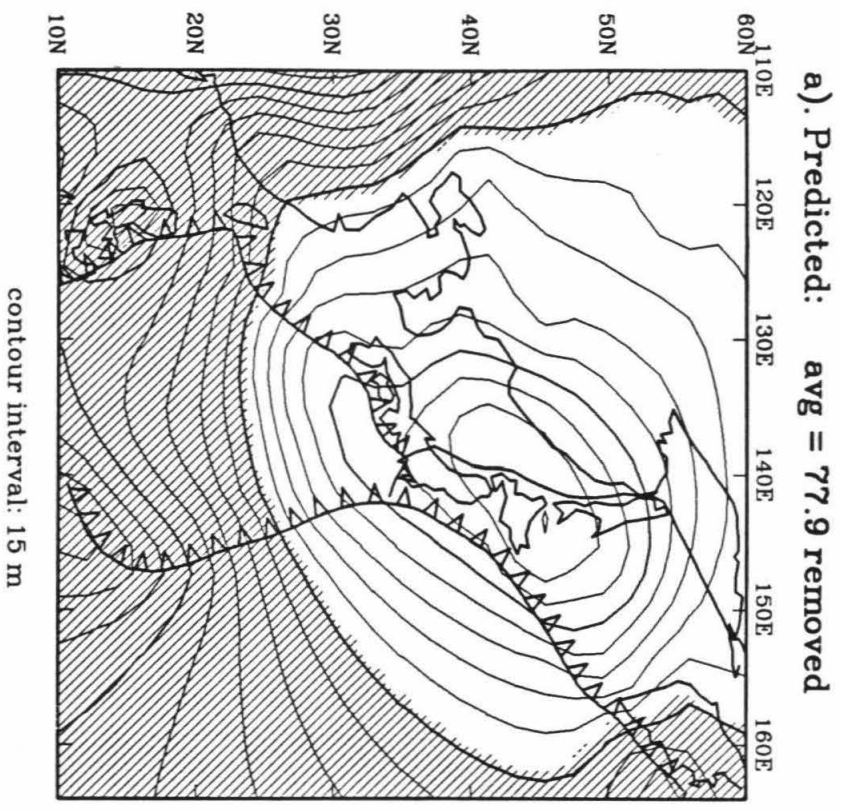 a). Predicted: avg = 77.9 removed
60N
50N
40N
30N
20N
10N
110E
120E
130E
140E
150E
160E
contour interval: 15 m